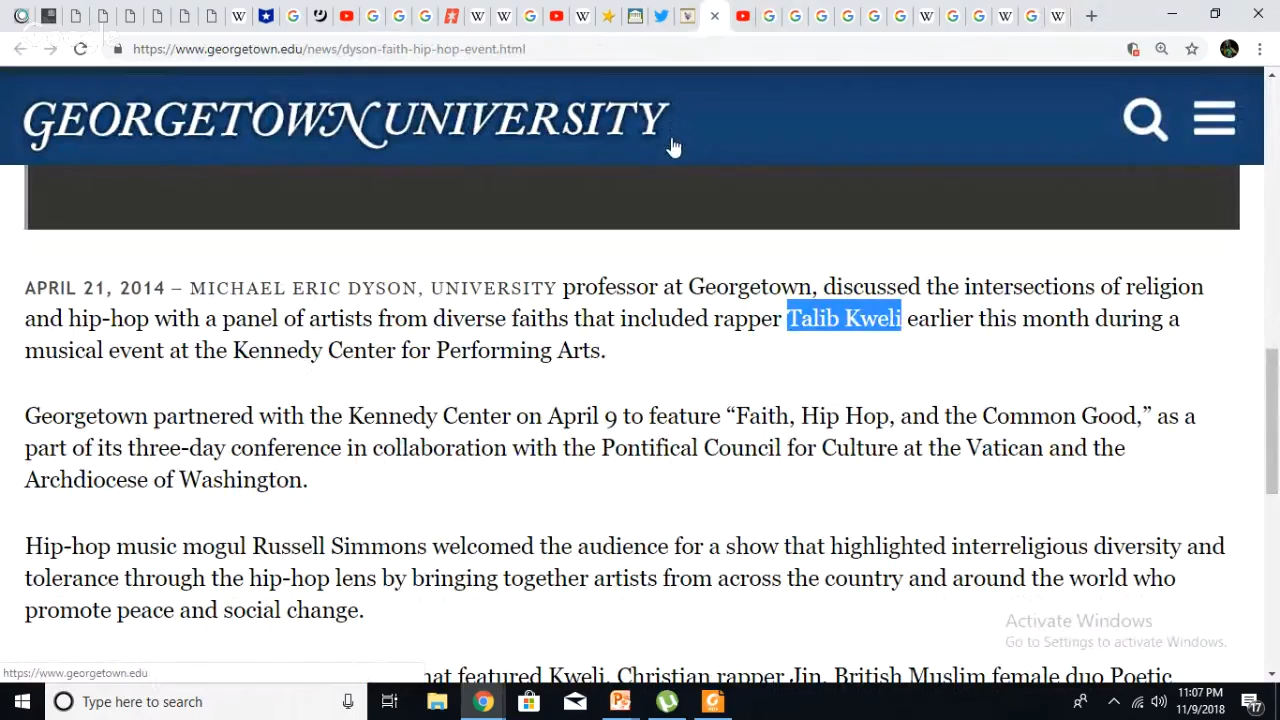 https://www.georgetown.edu/news/dyson-faith-hip-hop-event.html
GEORGETOWN UNIVERSITY
APRIL 21, 2014 – MICHAEL ERIC DYSON, UNIVERSITY professor at Georgetown, discussed the intersections of religion
and hip-hop with a panel of artists from diverse faiths that included rapper Talib Kweli earlier this month during a
musical event at the Kennedy Center for Performing Arts.
Georgetown partnered with the Kennedy Center on April 9 to feature “Faith, Hip Hop, and the Common Good,” as a
part of its three-day conference in collaboration with the Pontifical Council for Culture at the Vatican and the
Archdiocese of Washington.
Hip-hop music mogul Russell Simmons welcomed the audience for a show that highlighted interreligious diversity and
tolerance through the hip-hop lens by bringing together artists from across the country and around the world who
promote peace and social change.
Activate Windows
Go to Settings to activate Windows.
https://www.georgetown.edu
hat featured Kweli, Christian rapper Jin, British Muslim female duo Poetic
Type here to search
11:07 PM
11/9/2018
17